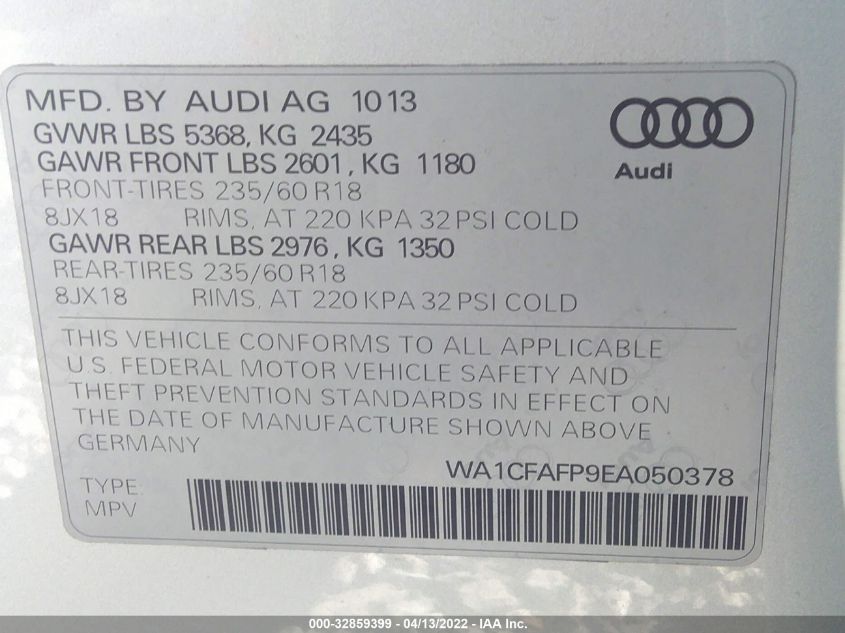 MFD. BY AUDI AG 1013
GVWR LBS 5368, KG 2435
GAWR FRONT LBS 2601, KG 1180
FRONT-TIRES 235/60 R18
8JX18 RIMS, AT 220 KPA 32 PSI COLD
GAWR REAR LBS 2976, KG 1350
REAR-TIRES 235/60 R18
8JX18 RIMS, AT 220 KPA 32 PSI COLD
Audi
THIS VEHICLE CONFORMS TO ALL APPLICABLE
U.S. FEDERAL MOTOR VEHICLE SAFETY AND
THEFT PREVENTION STANDARDS IN EFFECT ON
THE DATE OF MANUFACTURE SHOWN ABOVE
GERMANY
WA1CFAFP9EA050378
TYPE:
MPV
000-32859399 - 04/13/2022 - IAA Inc.